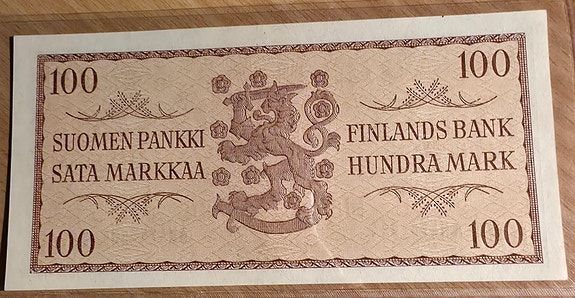 100
100
SUOMEN PANKKI
SATA MARKKAA
FINLANDS BANK
HUNDRA MARK
100
100